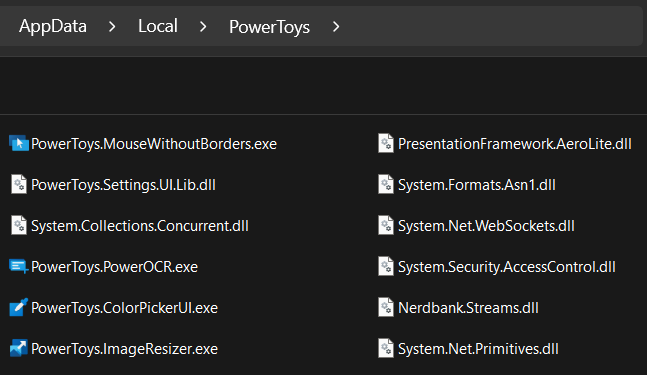 AppData > Local > PowerToys >
PowerToys.MouseWithoutBorders.exe
PowerToys.Settings.UI.Lib.dll
System.Collections.Concurrent.dll
PowerToys.PowerOCR.exe
PowerToys.ColorPickerUI.exe
PowerToys.ImageResizer.exe
PresentationFramework.AeroLite.dll
System.Formats.Asn1.dll
System.Net.WebSockets.dll
System.Security.AccessControl.dll
Nerdbank.Streams.dll
System.Net.Primitives.dll